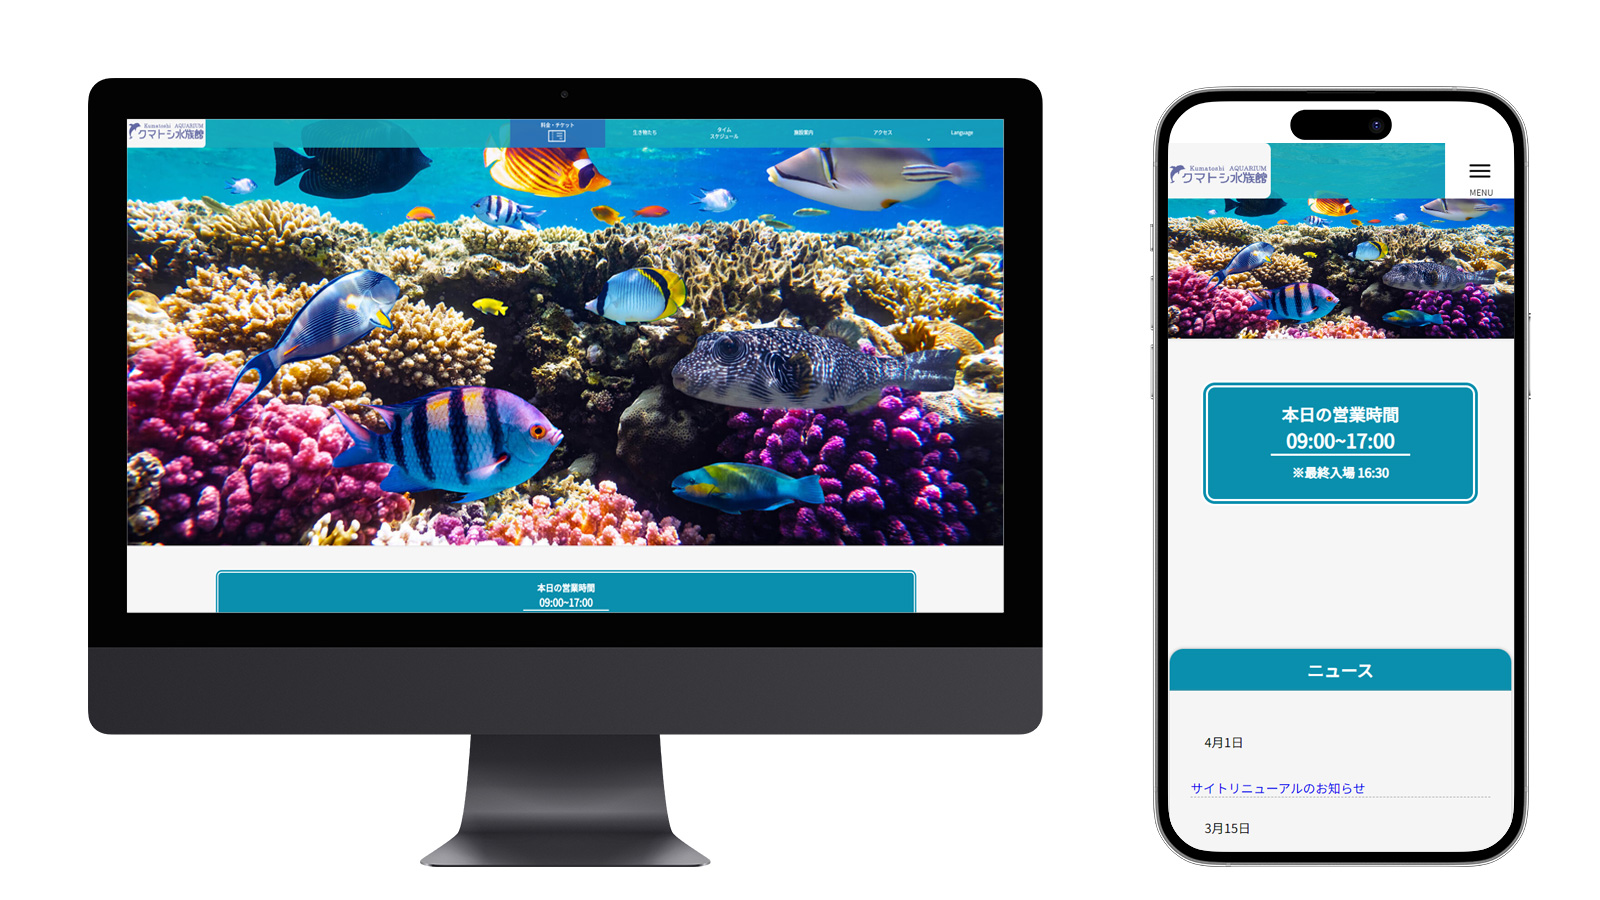 Kumatoshi AQUARIUM
クマトシ水族館
料金・チケット
生き物たち
タイム
スケジュール
施設案内
アクセス
Language
本日の営業時間
09:00~17:00
Kumatoshi AQUARIUM
クマトシ水族館
MENU
本日の営業時間
09:00~17:00
※最終入場 16:30
ニュース
4月1日
サイトリニューアルのお知らせ
3月15日